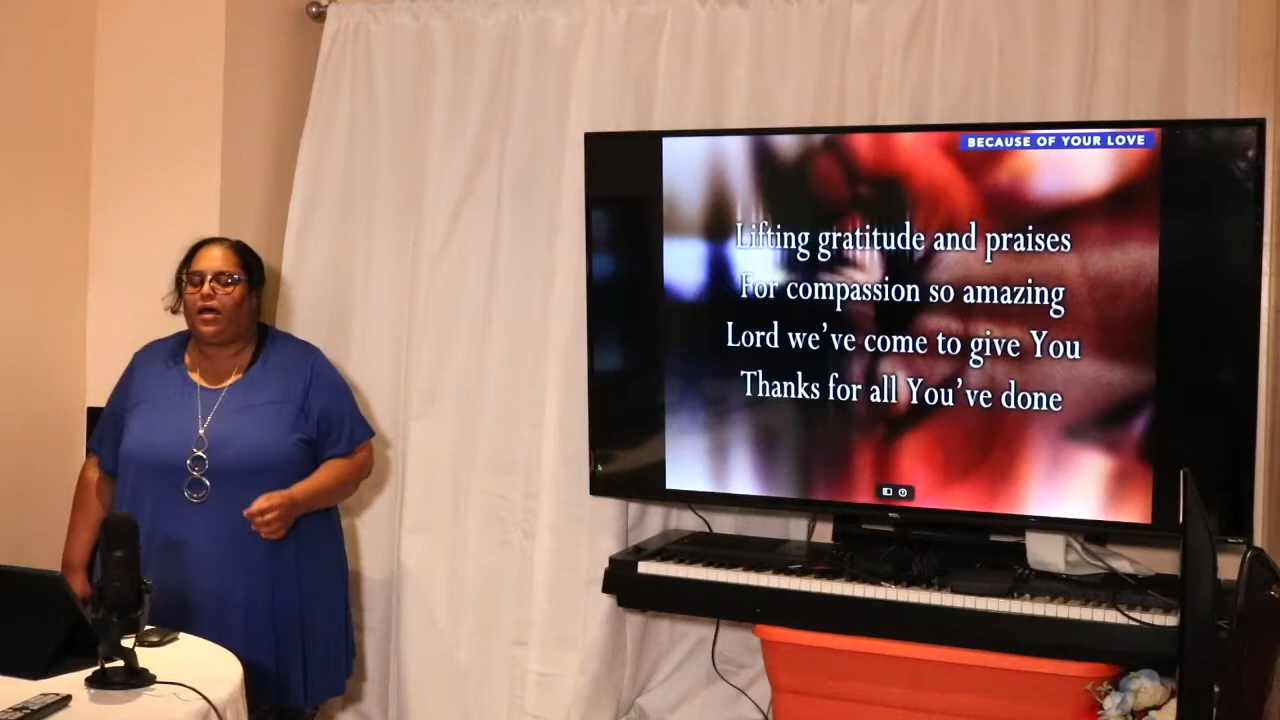 BECAUSE OF YOUR LOVE
Lifting gratitude and praises
For compassion so amazing
Lord we've come to give You
Thanks for all You've done
TCL